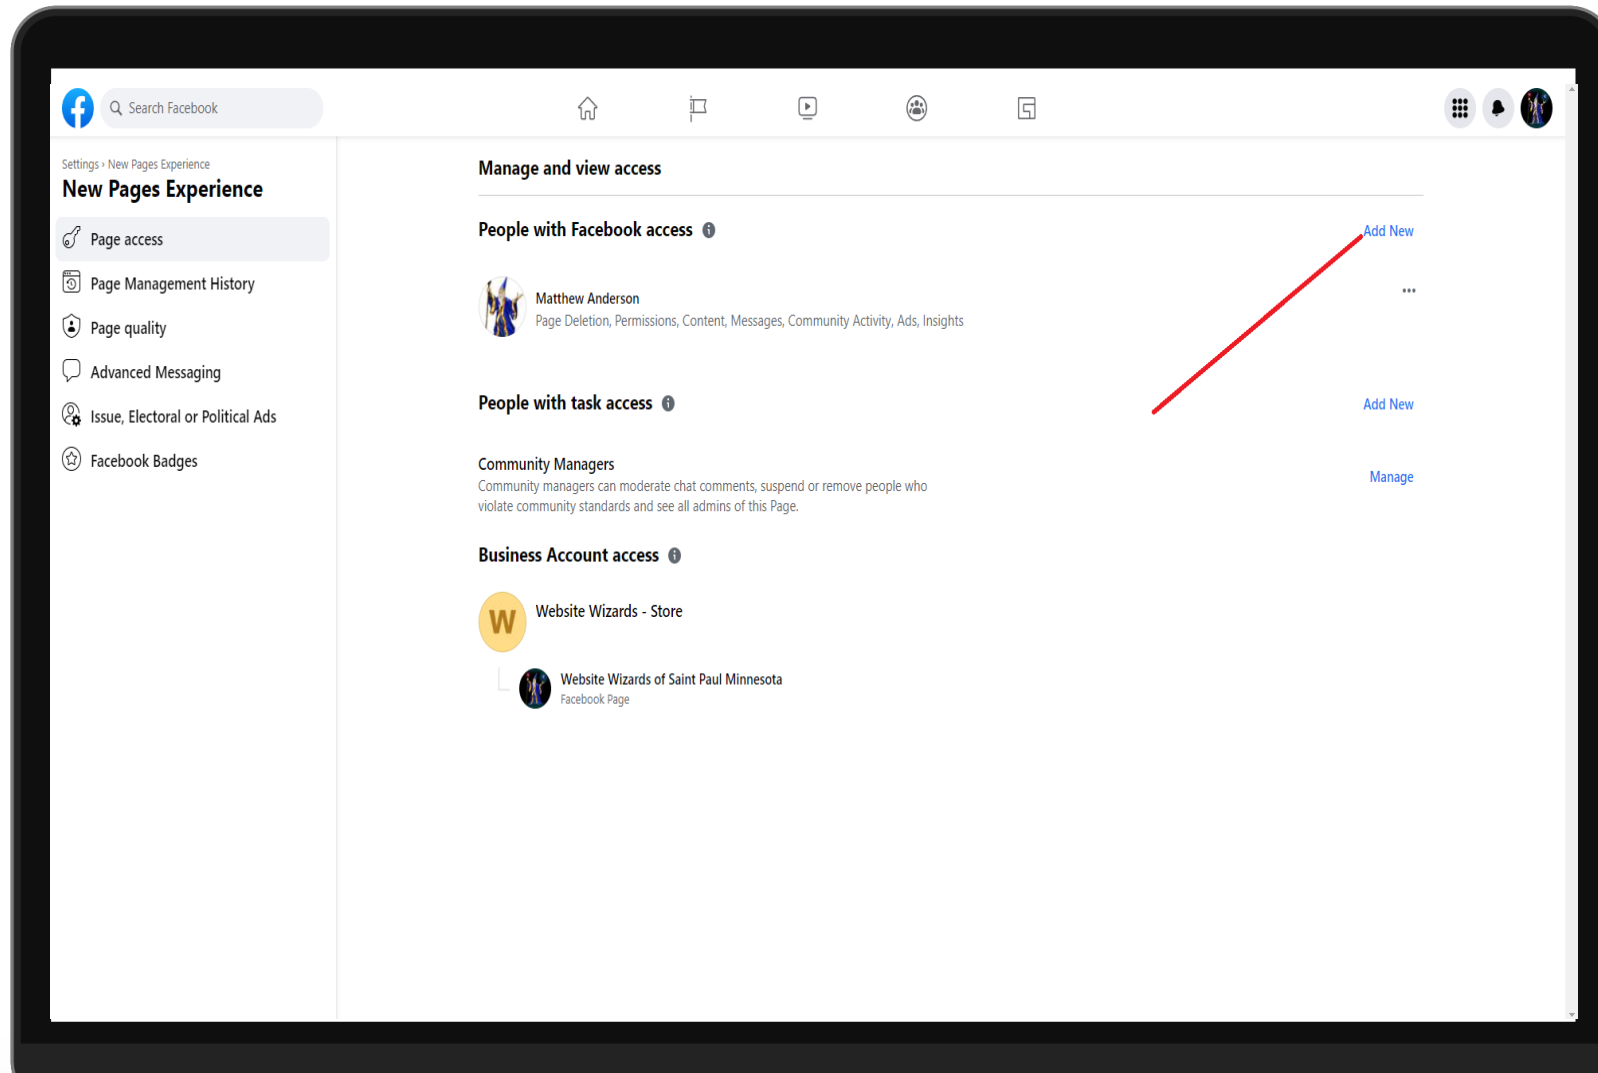 Search Facebook
Settings › New Pages Experience
New Pages Experience
Page access
Page Management History
Page quality
Advanced Messaging
Issue, Electoral or Political Ads
Facebook Badges
Manage and view access
People with Facebook access
Add New
Matthew Anderson
Page Deletion, Permissions, Content, Messages, Community Activity, Ads, Insights
People with task access
Add New
Community Managers
Community managers can moderate chat comments, suspend or remove people who
violate community standards and see all admins of this Page.
Manage
Business Account access
W
Website Wizards - Store
Website Wizards of Saint Paul Minnesota
Facebook Page